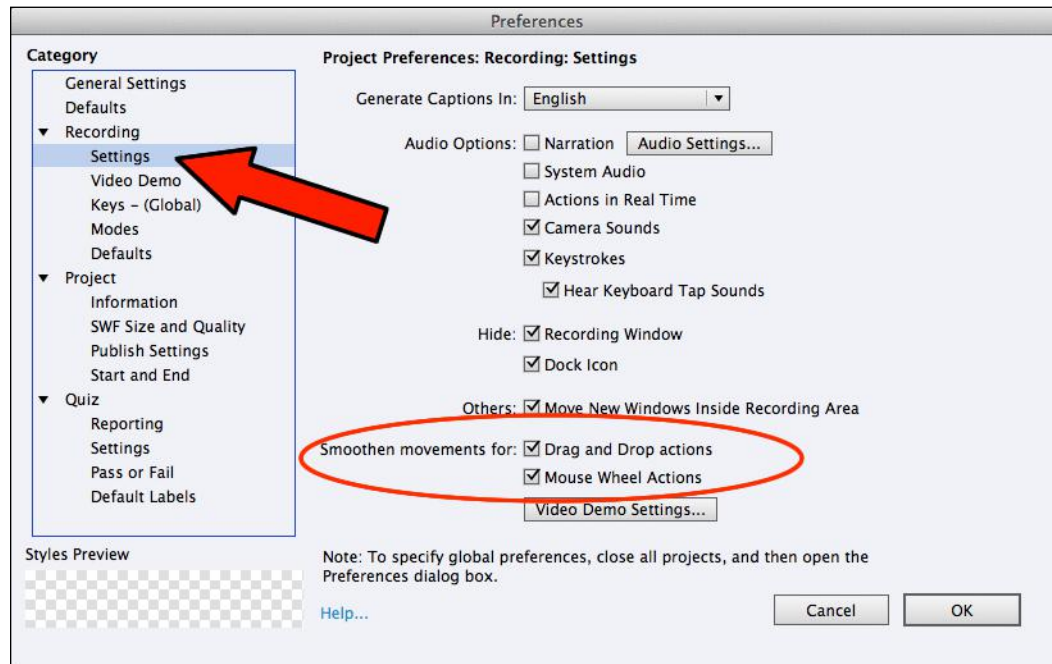 Preferences
Category
General Settings
Defaults
Recording
Settings
Video Demo
Keys – (Global)
Modes
Defaults
Project
Information
SWF Size and Quality
Publish Settings
Start and End
Quiz
Reporting
Settings
Pass or Fail
Default Labels
Styles Preview
Project Preferences: Recording: Settings
Generate Captions In: English
Audio Options: Narration Audio Settings...
System Audio
Actions in Real Time
Camera Sounds
Keystrokes
Hear Keyboard Tap Sounds
Hide: Recording Window
Dock Icon
Others: Move New Windows Inside Recording Area
Smoothen movements for: Drag and Drop actions
Mouse Wheel Actions
Video Demo Settings...
Note: To specify global preferences, close all projects, and then open the
Preferences dialog box.
Help...
Cancel OK